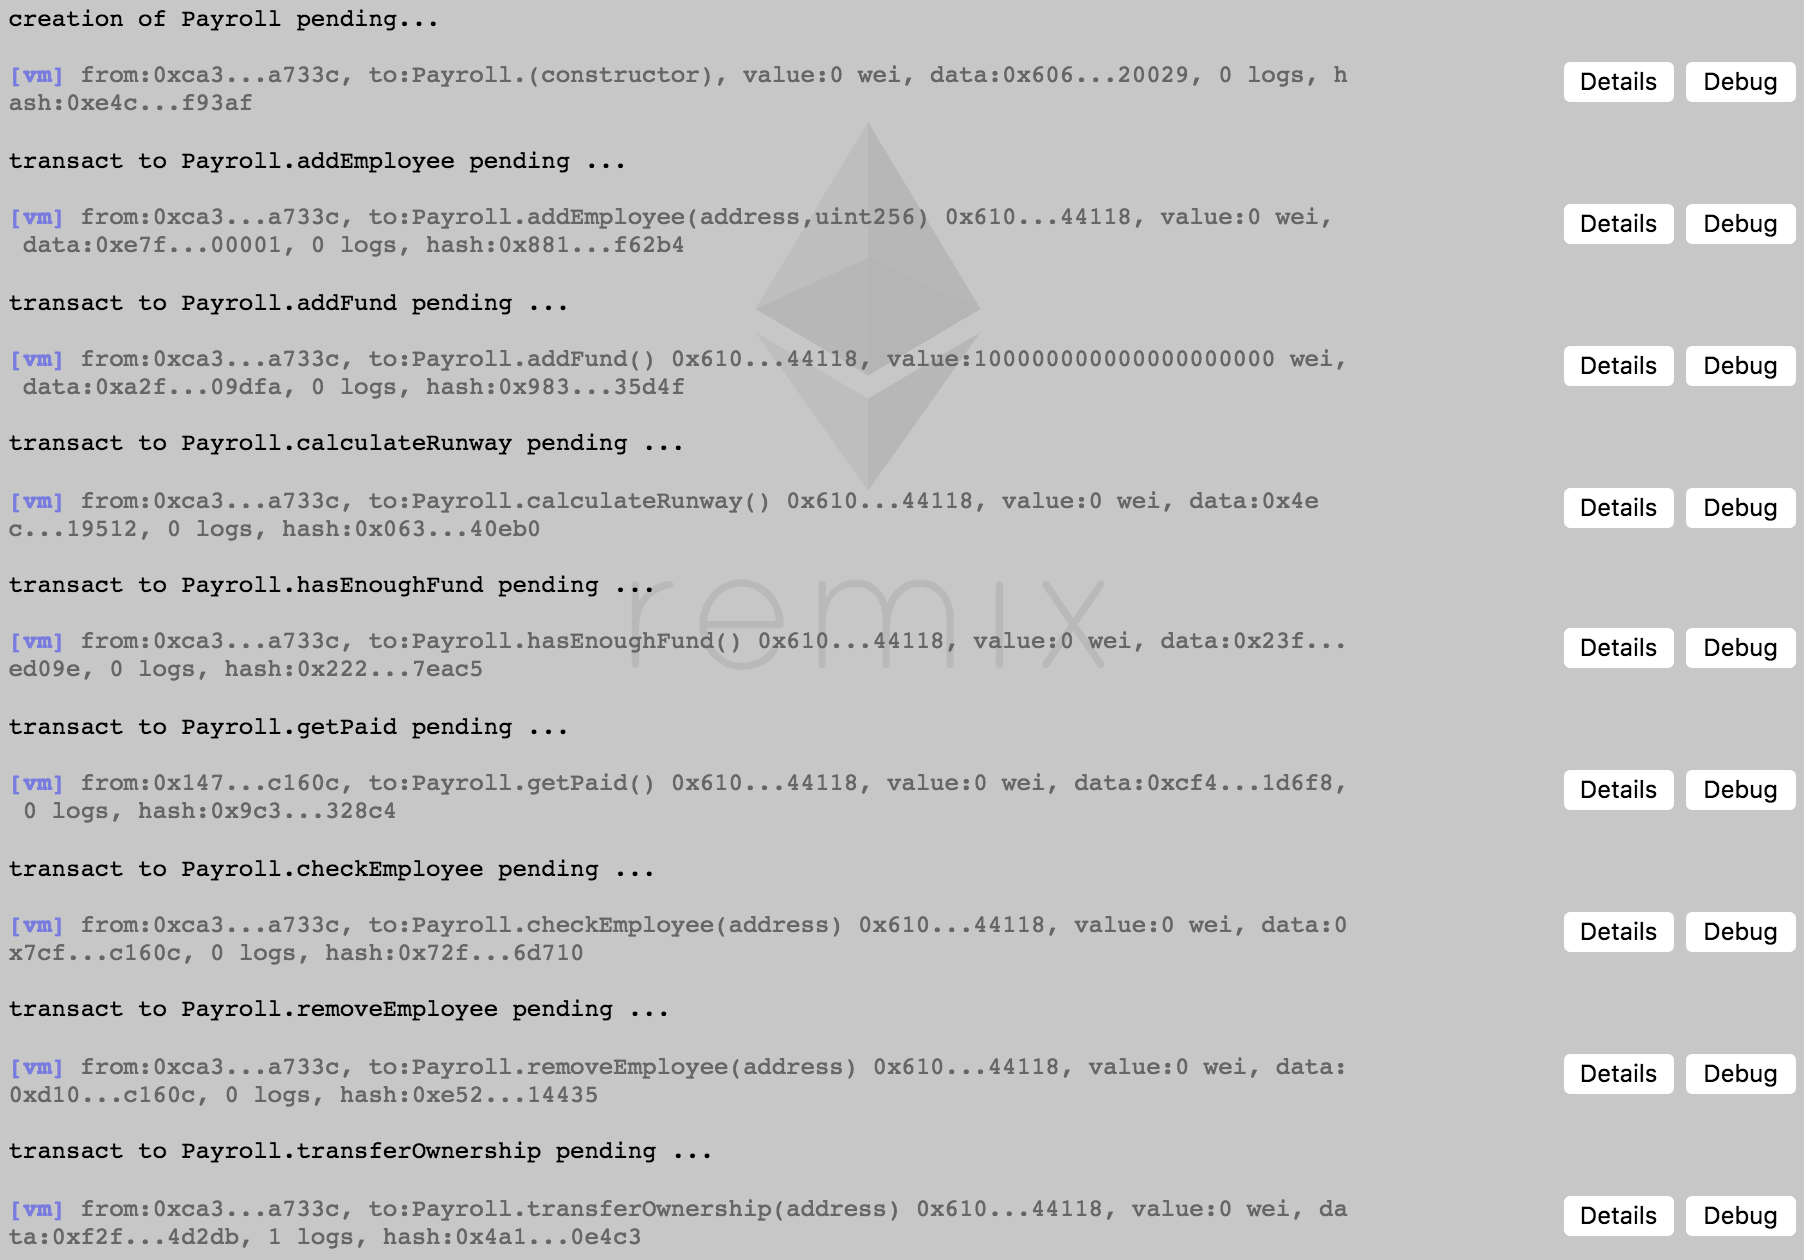 creation of Payroll pending...
[vm] from:0xca3...a733c, to:Payroll.(constructor), value:0 wei, data:0x606...20029, 0 logs, h
ash:0xe4c...f93af
Details Debug
transact to Payroll.addEmployee pending ...
[vm] from:0xca3...a733c, to:Payroll.addEmployee(address,uint256) 0x610...44118, value:0 wei,
data:0xe7f...00001, 0 logs, hash:0x881...f62b4
Details Debug
transact to Payroll.addFund pending ...
[vm] from:0xca3...a733c, to:Payroll.addFund() 0x610...44118, value:100000000000000000000 wei,
data:0xa2f...09dfa, 0 logs, hash:0x983...35d4f
Details Debug
transact to Payroll.calculateRunway pending ...
[vm] from:0xca3...a733c, to:Payroll.calculateRunway() 0x610...44118, value:0 wei, data:0x4e
c...19512, 0 logs, hash:0x063...40eb0
Details Debug
transact to Payroll.hasEnoughFund pending ...
remix
[vm] from:0xca3...a733c, to:Payroll.hasEnoughFund() 0x610...44118, value:0 wei, data:0x23f...
ed09e, 0 logs, hash:0x222...7eac5
Details Debug
transact to Payroll.getPaid pending ...
[vm] from:0x147...c160c, to:Payroll.getPaid() 0x610...44118, value:0 wei, data:0xcf4...1d6f8,
0 logs, hash:0x9c3...328c4
Details Debug
transact to Payroll.checkEmployee pending ...
[vm] from:0xca3...a733c, to:Payroll.checkEmployee(address) 0x610...44118, value:0 wei, data:0
x7cf...c160c, 0 logs, hash:0x72f...6d710
Details Debug
transact to Payroll.removeEmployee pending ...
[vm] from:0xca3...a733c, to:Payroll.removeEmployee(address) 0x610...44118, value:0 wei, data:
0xd10...c160c, 0 logs, hash:0xe52...14435
Details Debug
transact to Payroll.transferOwnership pending ...
[vm] from:0xca3...a733c, to:Payroll.transferOwnership(address) 0x610...44118, value:0 wei, da
ta:0xf2f...4d2db, 1 logs, hash:0x4a1...0e4c3
Details Debug